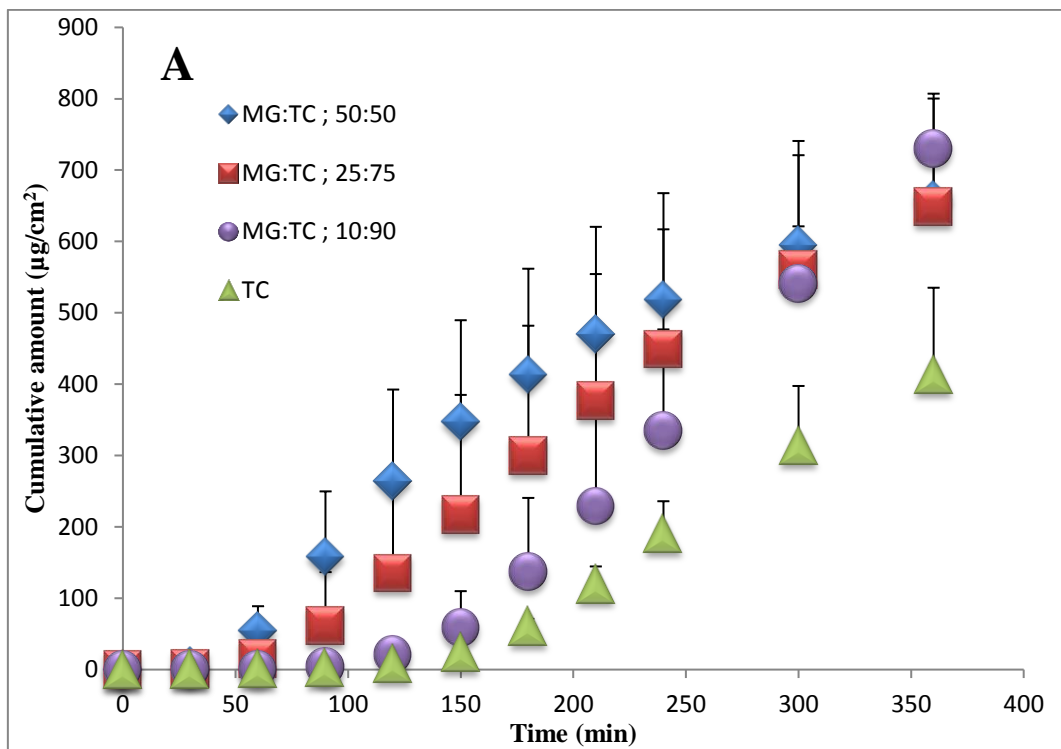 A
MG:TC ; 50:50
MG:TC ; 25:75
MG:TC ; 10:90
TC
Cumulative amount (µg/cm²)
900
800
700
600
500
400
300
200
100
0
0 50 100 150 200 250 300 350 400
Time (min)